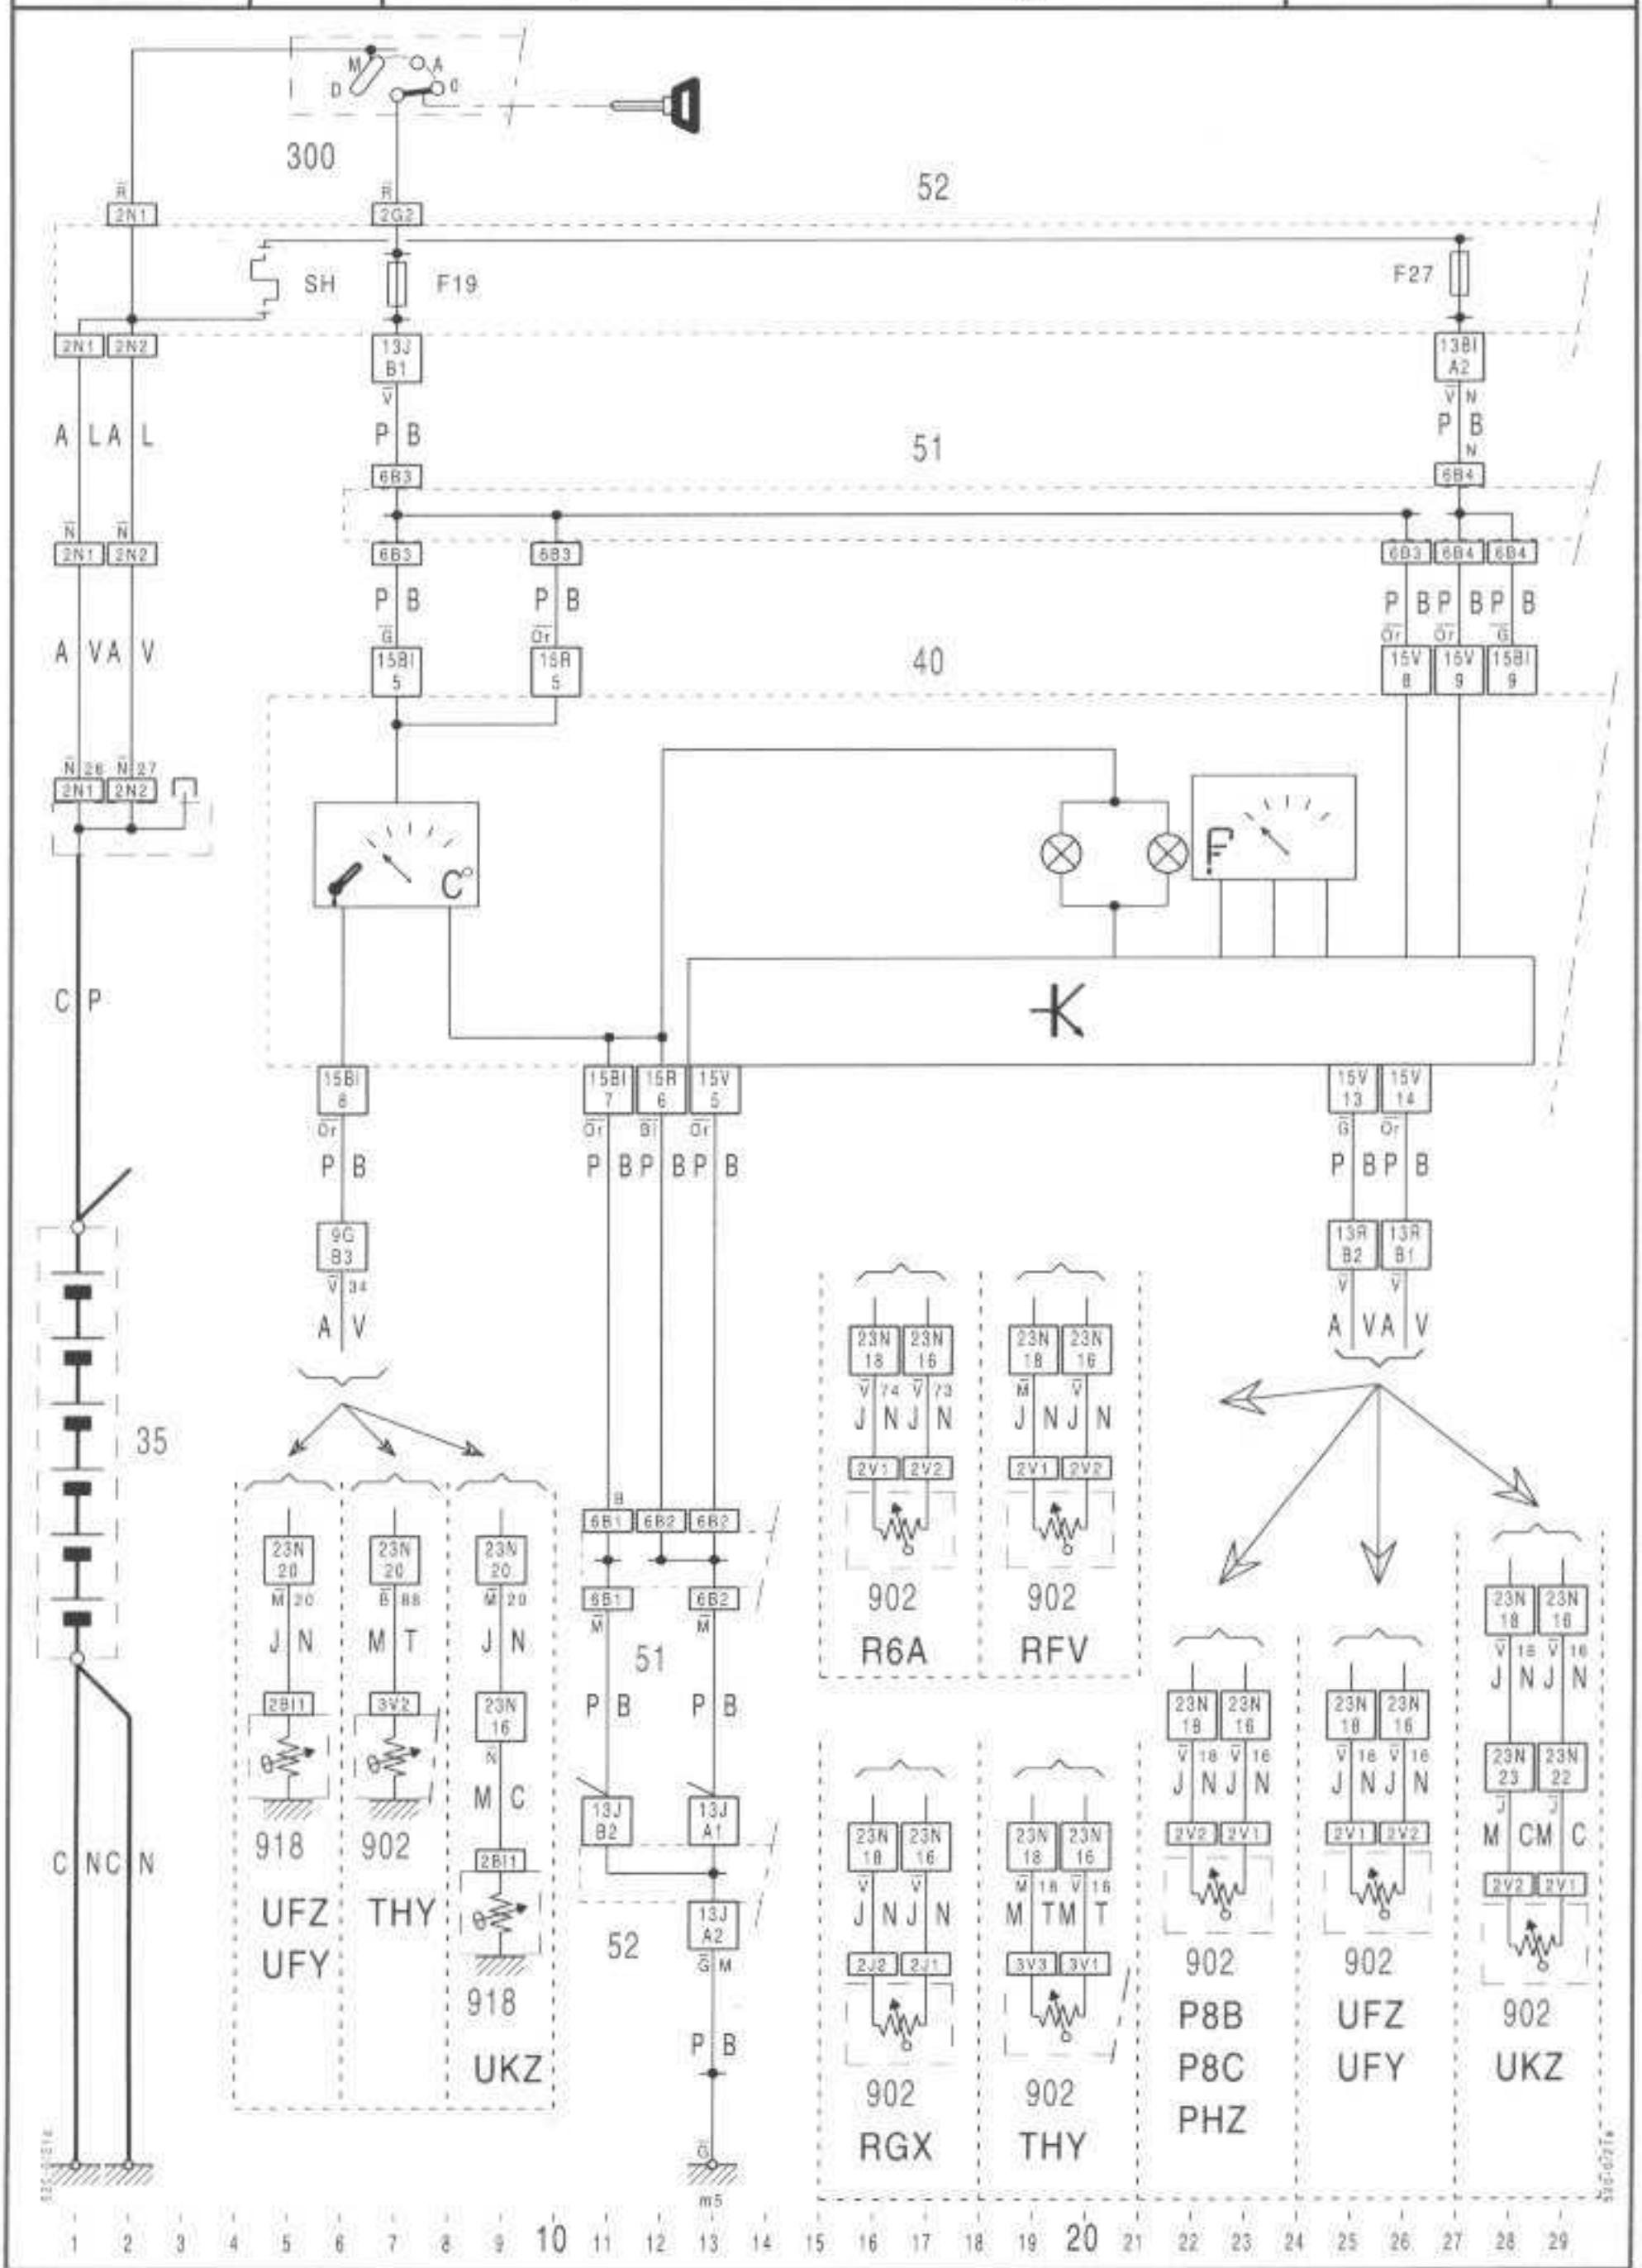 M A
D 0
300
52
R R
2N1 2G2
SH F19 F27
2N1 2N2 13J 13BI
B1 A2
V V N
A L A L P B 51 P B
N
6B3 6B4
N N
2N1 2N2 6B3 6B3 6B3 6B4 6B4
P B P B P B P B P B
G Or Or Or G
A V A V 15BI 15R 40 15V 15V 15BI
5 5 8 9 9
N 26 N 27
2N1 2N2
C° F
C P K
15BI 15BI 15R 15V 15V 15V
8 7 6 5 13 14
Or Or BI Or G Or
P B P B P B P B P B P B
9G 13R 13R
B3 B2 B1
V 34 V V
A V A V A V
23N 23N 23N 23N
18 16 18 16
V 74 V 73 M V
J N J N J N J N
2V1 2V2 2V1 2V2
35
B
6B1 6B2 6B2
23N 23N 23N
20 20 20
M 20 B 88 M 20
J N M T J N
6B1 6B2
M M
51
902 902
R6A RFV
23N 23N
18 16
V 16 V 16
J N J N
2BI1 3V2 23N
16
N
M C
θ θ
P B P B
23N 23N 23N 23N
18 16 18 16
V 18 V 16 V 16 V 16
J N J N J N J N
23N 23N
23 22
J J
M C M C
13J 13J
B2 A1
23N 23N 23N 23N
18 16 18 16
V V M 18 V 16
J N J N M T M T
2V2 2V1 2V1 2V2
2V2 2V1
918 902
2BI1
C N C N
UFZ THY
UFY
θ
13J
A2
G M
52
2J2 2J1 3V3 3V1
902 902 902
918
UKZ
P B
P8B UFZ UKZ
P8C UFY
PHZ
902 902
RGX THY
G
m5
1 2 3 4 5 6 7 8 9 10 11 12 13 14 15 16 17 18 19 20 21 22 23 24 25 26 27 28 29